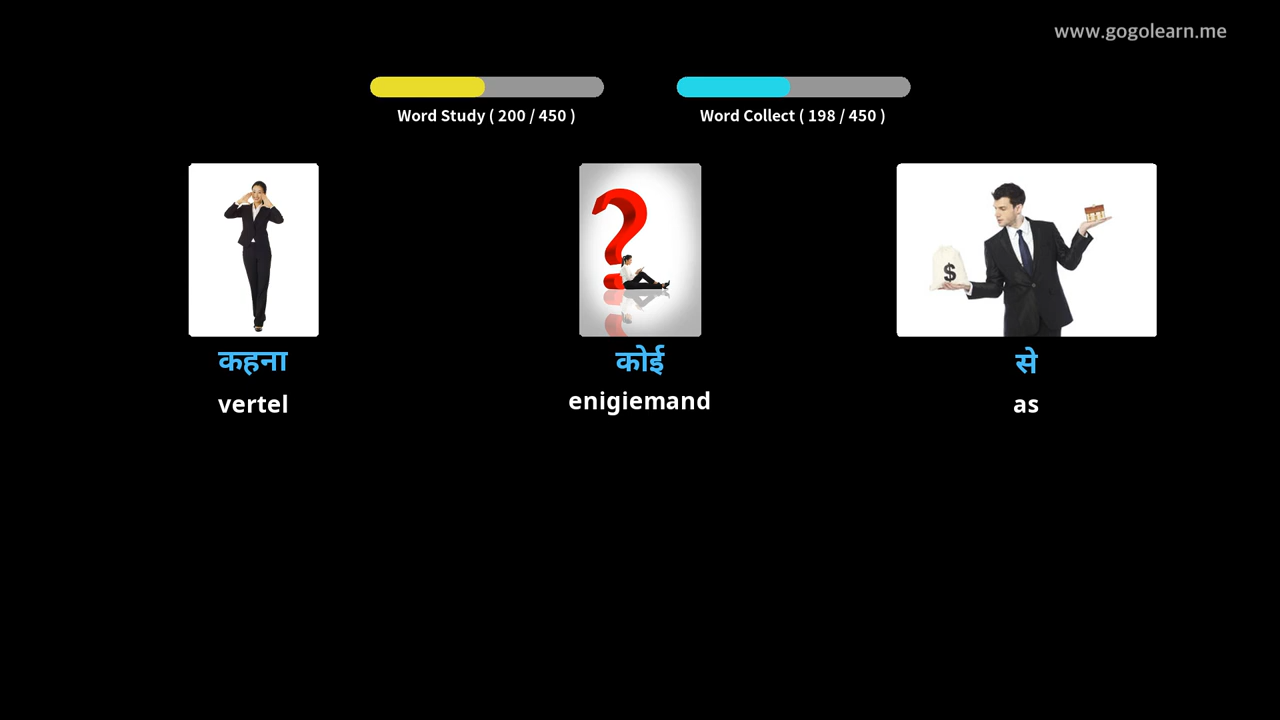 www.gogolearn.me
Word Study ( 200 / 450 )
Word Collect ( 198 / 450 )
कहना
कोई
से
vertel
enigiemand
as
$